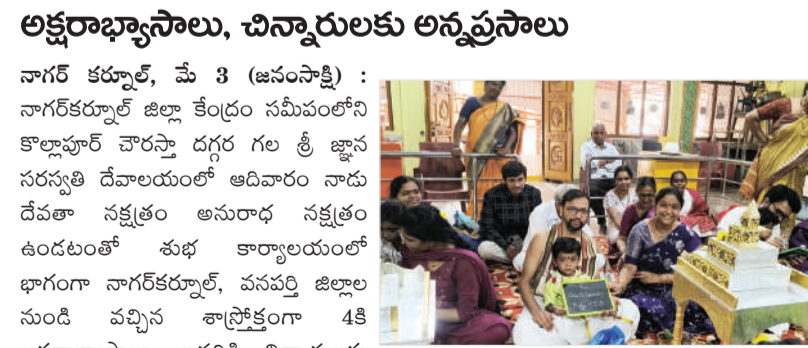 అక్షరాభ్యాసాలు, చిన్నారులకు అన్నప్రసాలు
నాగర్ కర్నూల్, మే 3 (జనంసాక్షి) :
నాగర్‌కర్నూల్ జిల్లా కేంద్రం సమీపంలోని
కొల్లాపూర్ చౌరస్తా దగ్గర గల శ్రీ జ్ఞాన
సరస్వతి దేవాలయంలో ఆదివారం నాడు
దేవతా నక్షత్రం అనురాధ నక్షత్రం
ఉండటంతో శుభ కార్యాలయంలో
భాగంగా నాగర్‌కర్నూల్, వనపర్తి జిల్లాల
నుండి వచ్చిన శాస్త్రోక్తంగా 4కి